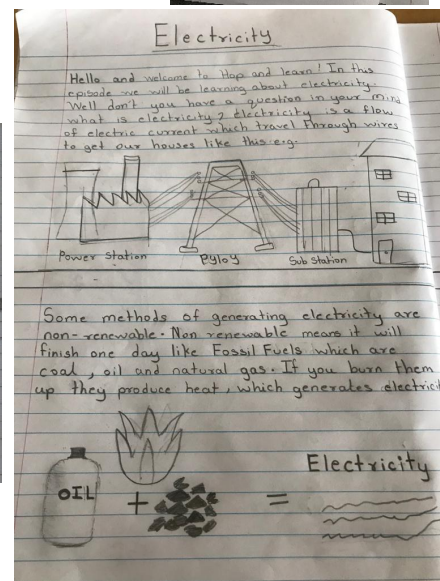 Electricity
Hello and welcome to Hop and learn! In this
episode we will be learning about electricity.
Well don't you have a question in your mind
what is electricity? Electricity is a flow
of electric current which travel through wires
to get our houses like this e.g.
Power Station
Pyloy
Sub Station
Some methods of generating electricity are
non-renewable. Non renewable means it will
finish one day like Fossil Fuels which are
coal, oil and natural gas. If you burn them
up they produce heat, which generates electricit
Electricity
OIL
+
=